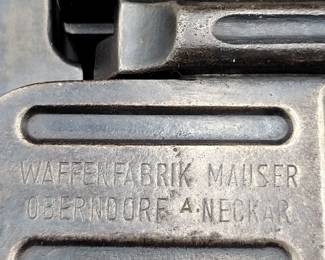 WAFFENFABRIK MAUSER
OBERNDORF A. NECKAR